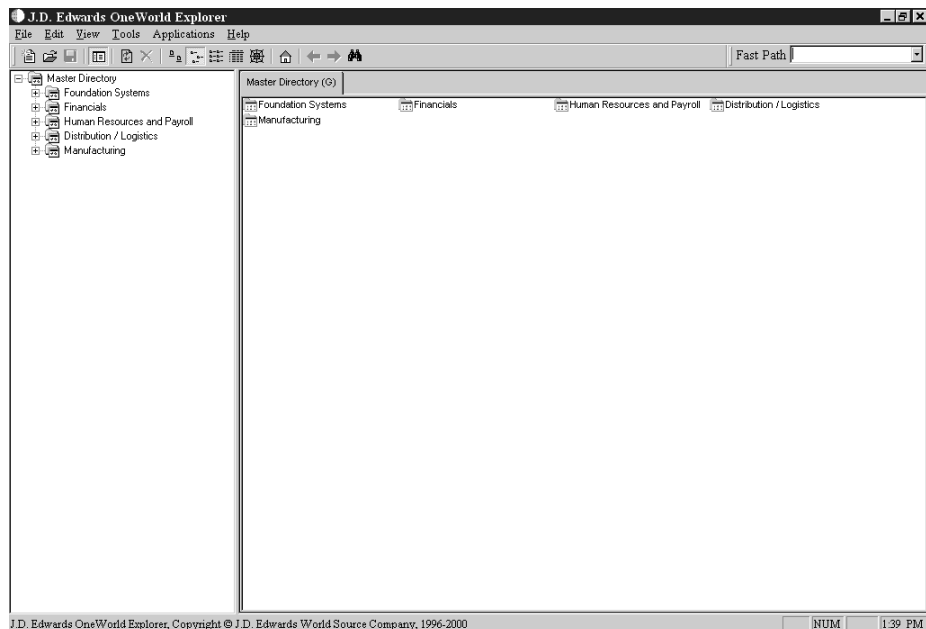 J.D. Edwards OneWorld Explorer
File Edit View Tools Applications Help
Fast Path
Master Directory
Foundation Systems
Financials
Human Resources and Payroll
Distribution / Logistics
Manufacturing
Master Directory (G)
Foundation Systems Financials Human Resources and Payroll Distribution / Logistics
Manufacturing
J.D. Edwards OneWorld Explorer, Copyright © J.D. Edwards World Source Company, 1996-2000 NUM 1:39 PM